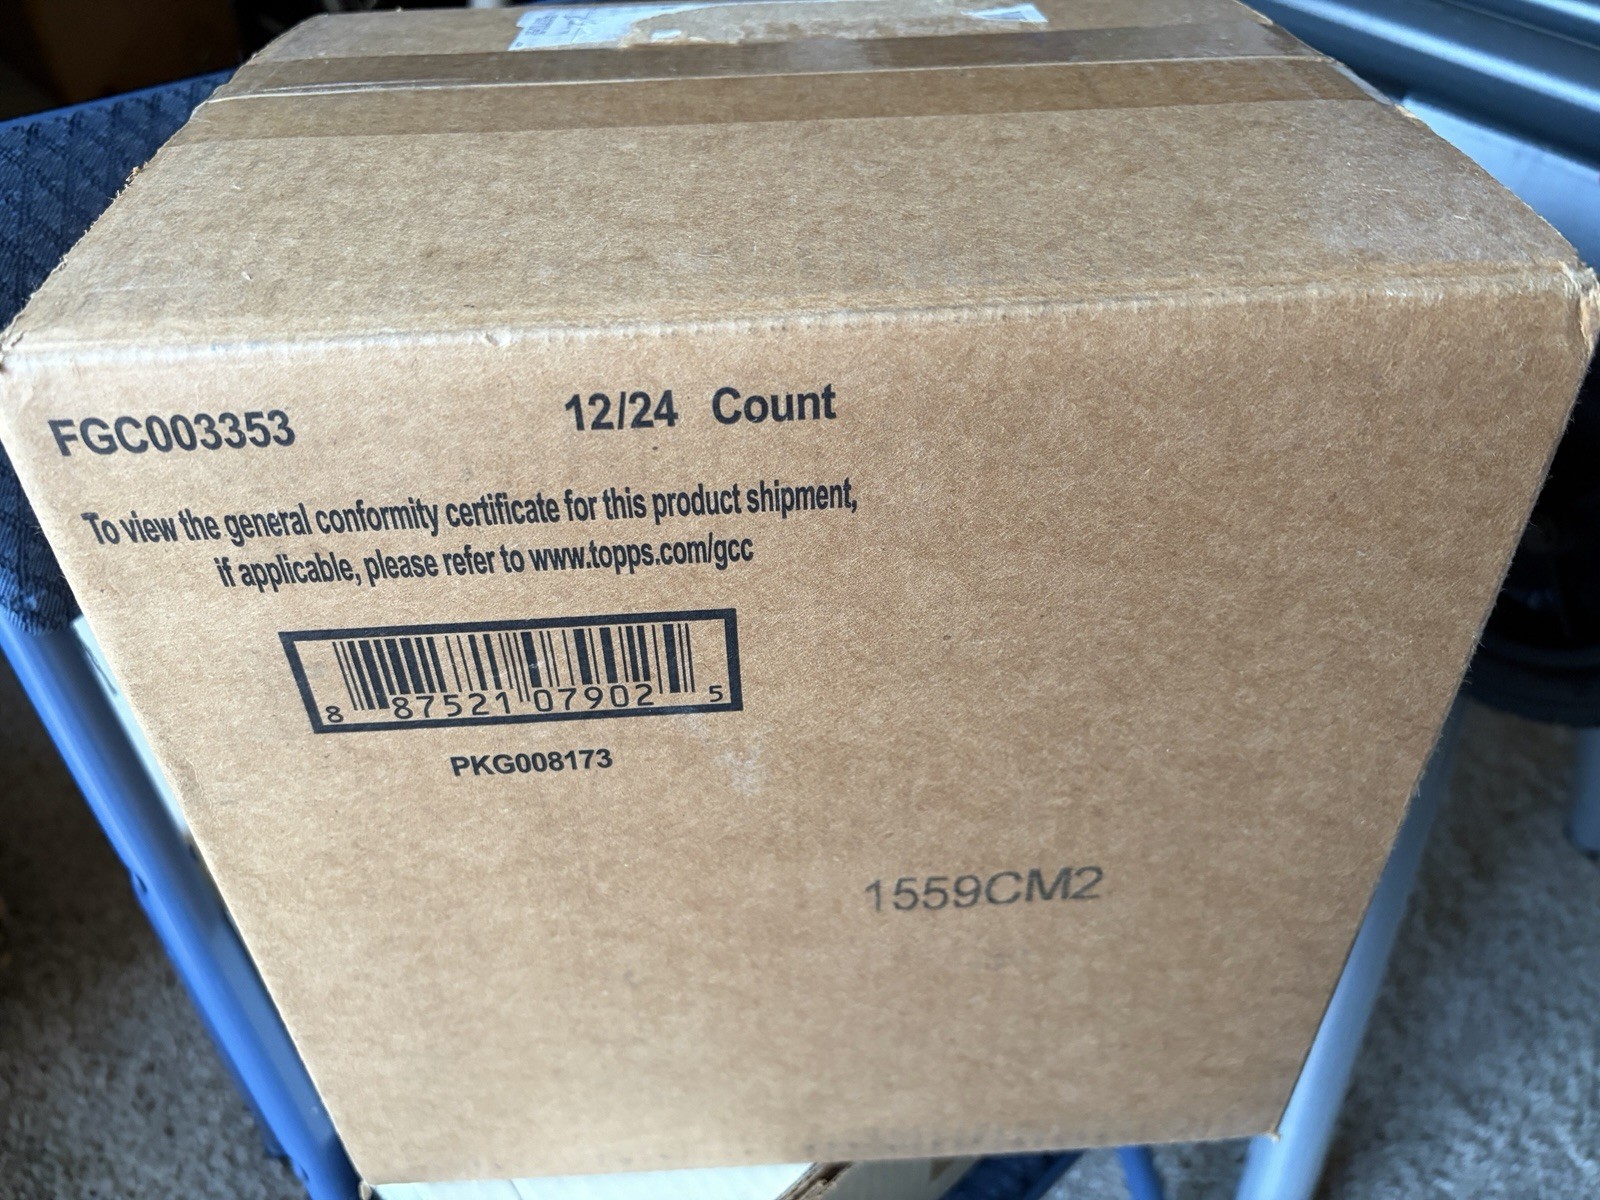 FGC003353 12/24 Count
To view the general conformity certificate for this product shipment,
if applicable, please refer to www.topps.com/gcc
8 87521 07902 5
PKG008173
1559CM2